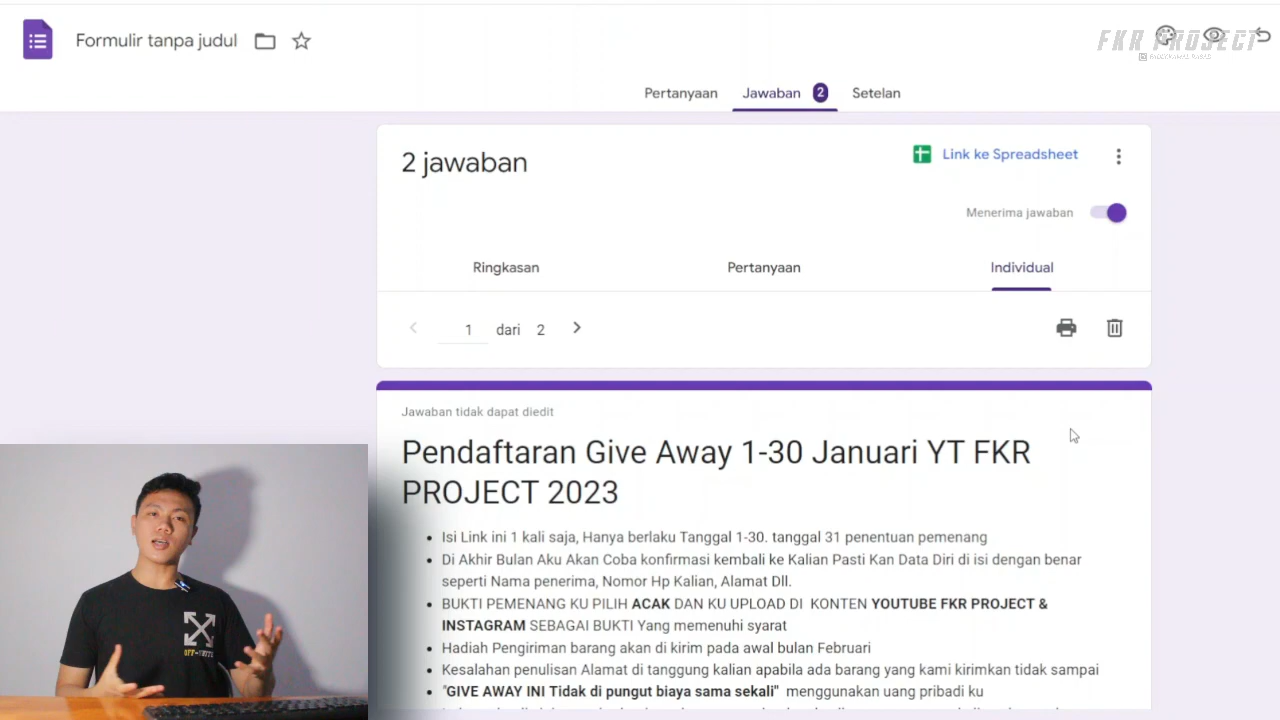 Formulir tanpa judul
FKR PROJECT
Pertanyaan
Jawaban 2
Setelan
2 jawaban
Link ke Spreadsheet
Menerima jawaban
Ringkasan
Pertanyaan
Individual
1 dari 2
Jawaban tidak dapat diedit
Pendaftaran Give Away 1-30 Januari YT FKR
PROJECT 2023
Isi Link ini 1 kali saja, Hanya berlaku Tanggal 1-30. tanggal 31 penentuan pemenang
Di Akhir Bulan Aku Akan Coba konfirmasi kembali ke Kalian Pasti Kan Data Diri di isi dengan benar
seperti Nama penerima, Nomor Hp Kalian, Alamat Dll.
BUKTI PEMENANG KU PILIH ACAK DAN KU UPLOAD DI KONTEN YOUTUBE FKR PROJECT &
INSTAGRAM SEBAGAI BUKTI Yang memenuhi syarat
Hadiah Pengiriman barang akan di kirim pada awal bulan Februari
Kesalahan penulisan Alamat di tanggung kalian apabila ada barang yang kami kirimkan tidak sampai
"GIVE AWAY INI Tidak di pungut biaya sama sekali" menggunakan uang pribadi ku
OFF-WHITE